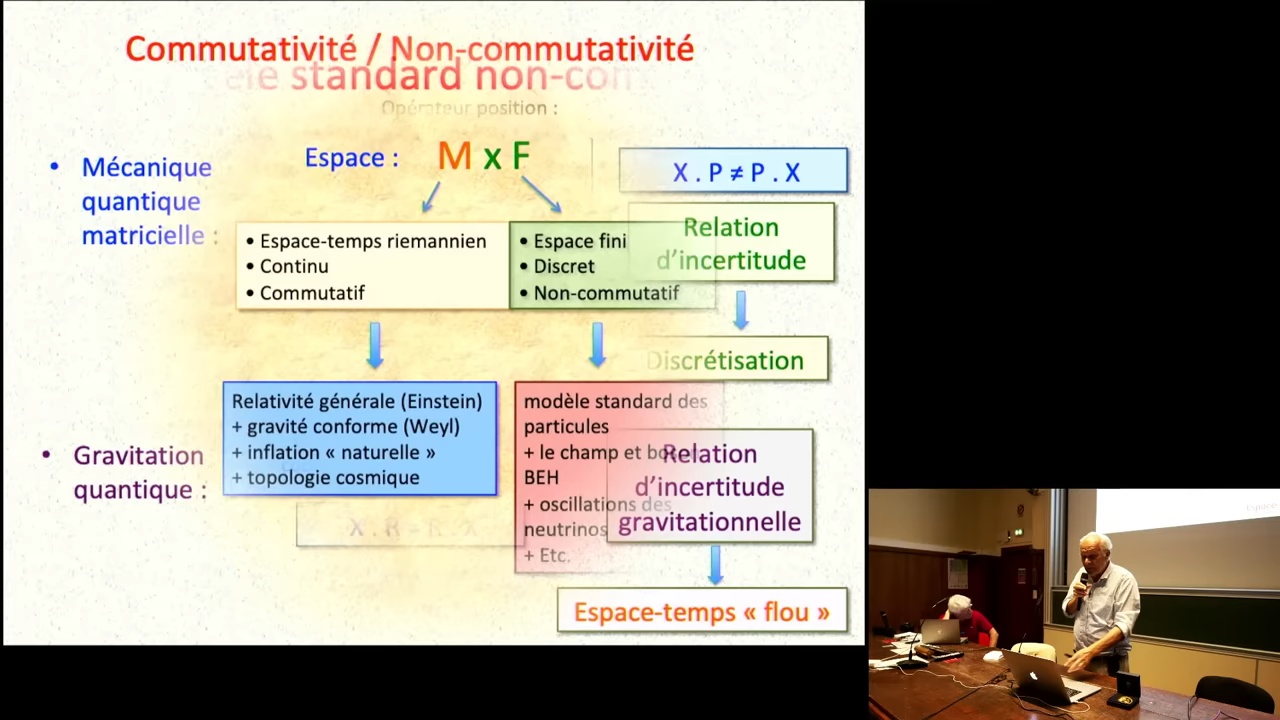 Commutativité / Non-commutativité
standard non-com
Opérateur position :
Espace : M x F
• Mécanique
quantique
matricielle :
X . P ≠ P . X
Relation
d’incertitude
• Espace-temps riemannien
• Continu
• Commutatif
• Espace fini
• Discret
• Non-commutatif
Discrétisation
Relativité générale (Einstein)
+ gravité conforme (Weyl)
+ inflation « naturelle »
+ topologie cosmique
modèle standard des
particules
+ le champ et
BEH
+ oscillations des
neutrinos
+ Etc.
• Gravitation
quantique :
Relation
d’incertitude
gravitationnelle
X . R = R . X
Espace-temps « flou »